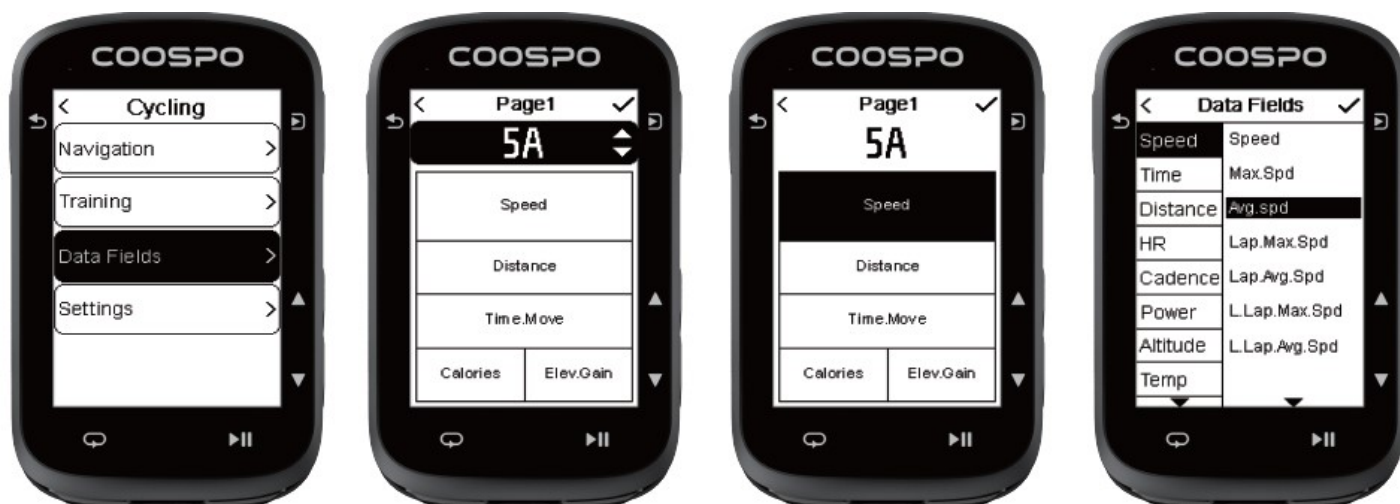 COOSPO
Cycling
Navigation
Training
Data Fields
Settings
COOSPO
Page1
5A
Speed
Distance
Time.Move
Calories Elev.Gain
COOSPO
Page1
5A
Speed
Distance
Time.Move
Calories Elev.Gain
COOSPO
Data Fields
Speed Speed
Time Max.Spd
Distance Avg.spd
HR Lap.Max.Spd
Cadence Lap.Avg.Spd
Power L.Lap.Max.Spd
Altitude L.Lap.Avg.Spd
Temp